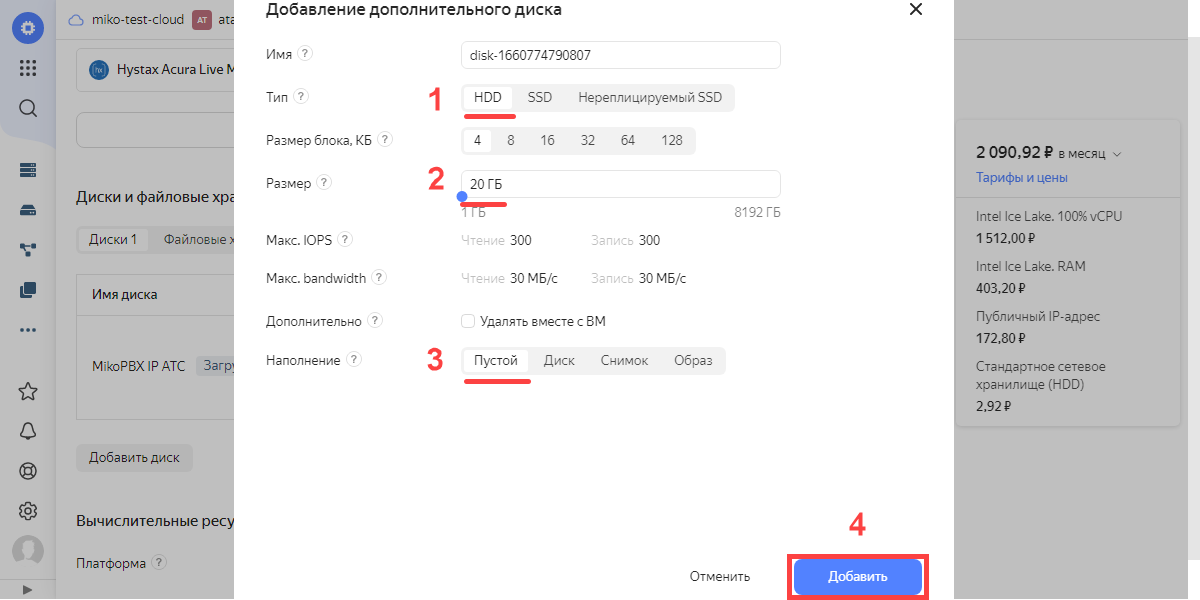 miko-test-cloud AT ata
Hystax Acura Live M
Диски и файловые хра
Диски 1 Файловые х
Имя диска
MikoPBX IP АТС Загру
Добавить диск
Вычислительные ресу
Платформа ?
Добавление дополнительного диска
Имя ? disk-1660774790807
Тип ? 1 HDD SSD Нереплицируемый SSD
Размер блока, КБ ? 4 8 16 32 64 128
Размер ? 2 20 ГБ
1 ГБ 8192 ГБ
Макс. IOPS ? Чтение 300 Запись 300
Макс. bandwidth ? Чтение 30 МБ/с Запись 30 МБ/с
Дополнительно ? Удалять вместе с ВМ
Наполнение ? 3 Пустой Диск Снимок Образ
4
Отменить Добавить
2 090,92 ₽ в месяц
Тарифы и цены
Intel Ice Lake. 100% vCPU
1 512,00 ₽
Intel Ice Lake. RAM
403,20 ₽
Публичный IP-адрес
172,80 ₽
Стандартное сетевое
хранилище (HDD)
2,92 ₽